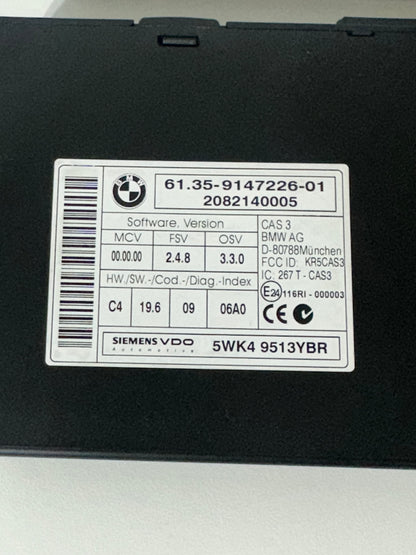 BMW
61.35-9147226-01
2082140005
Software, Version
MCV FSV OSV
00.00.00 2.4.8 3.3.0
HW./SW.-/Cod.-/Diag.-Index
C4 19.6 09 06A0
CAS 3
BMW AG
D-80788München
FCC ID: KR5CAS3
IC: 267 T - CAS3
E24 116RI - 000003
CE
SIEMENS VDO
Automotive
5WK4 9513YBR